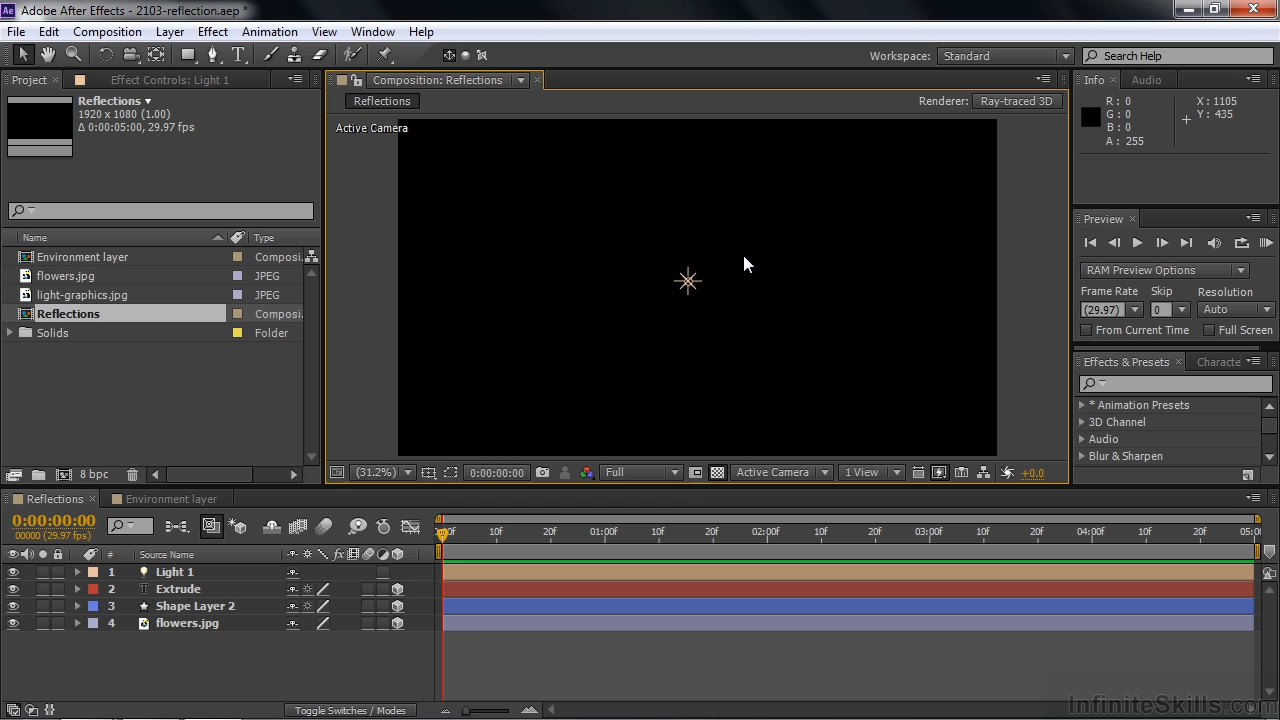 Ae Adobe After Effects - 2103-reflection.aep *
File Edit Composition Layer Effect Animation View Window Help
T Workspace: Standard Search Help
Project × Effect Controls: Light 1 Composition: Reflections × Info × Audio
Reflections
1920 x 1080 (1.00)
Δ 0:00:05:00, 29.97 fps
Reflections Renderer: Ray-traced 3D
Active Camera
R : 0 X : 1105
G : 0 Y : 435
B : 0
A : 255
Preview ×
Name Type
Environment layer Composi
flowers.jpg JPEG
light-graphics.jpg JPEG
Reflections Composi
Solids Folder
RAM Preview Options
Frame Rate Skip Resolution
(29.97) 0 Auto
From Current Time Full Screen
Effects & Presets × Characte
* Animation Presets
3D Channel
Audio
Blur & Sharpen
8 bpc
(31.2%) 0:00:00:00 Full Active Camera 1 View +0.0
Reflections × Environment layer
0:00:00:00
00000 (29.97 fps)
:00f 10f 20f 01:00f 10f 20f 02:00f 10f 20f 03:00f 10f 20f 04:00f 10f 20f 05:00
# Source Name fx
1 Light 1
2 T Extrude
3 Shape Layer 2
4 flowers.jpg
Toggle Switches / Modes
InfiniteSkills.com